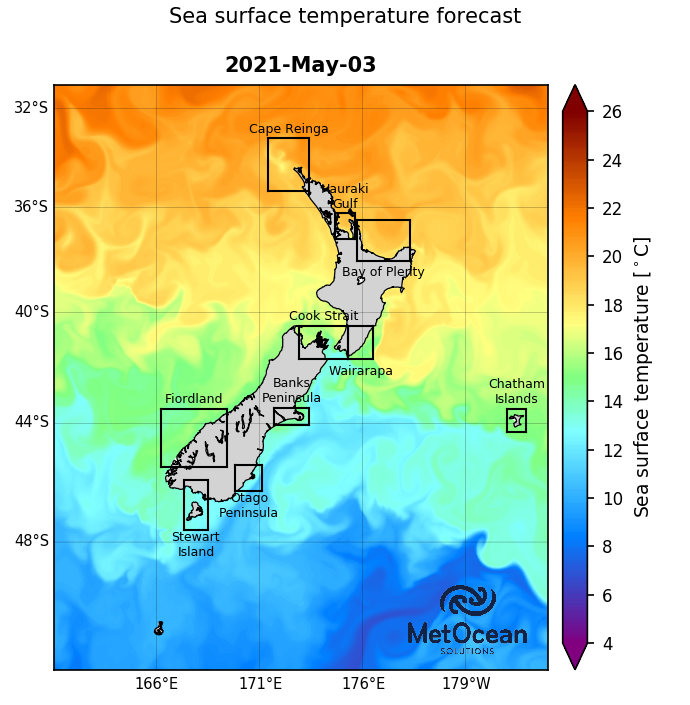 Sea surface temperature forecast
2021-May-03
32°S
36°S
40°S
44°S
48°S
166°E
171°E
176°E
179°W
Cape Reinga
Hauraki
Gulf
Bay of Plenty
Cook Strait
Wairarapa
Banks
Peninsula
Fiordland
Chatham
Islands
Otago
Peninsula
Stewart
Island
MetOcean
SOLUTIONS
26
24
22
20
18
16
14
12
10
8
6
4
Sea surface temperature [°C]